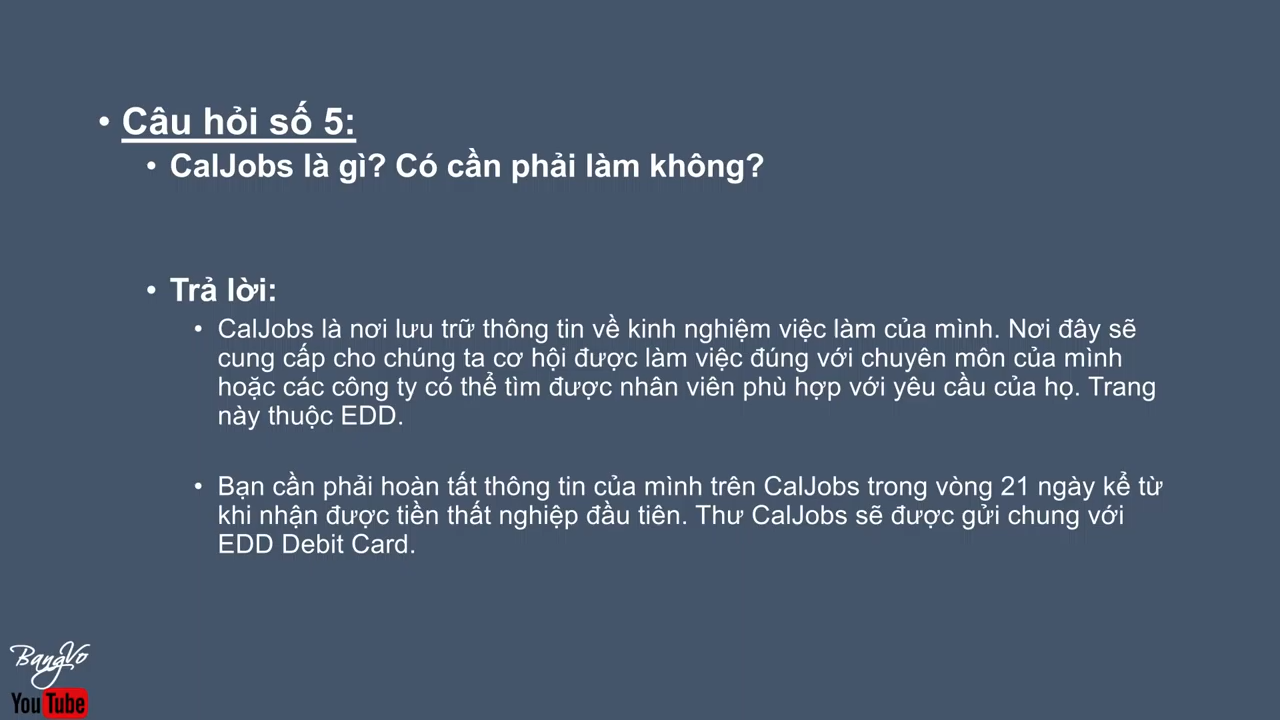 • Câu hỏi số 5:
• CalJobs là gì? Có cần phải làm không?
• Trả lời:
• CalJobs là nơi lưu trữ thông tin về kinh nghiệm việc làm của mình. Nơi đây sẽ
cung cấp cho chúng ta cơ hội được làm việc đúng với chuyên môn của mình
hoặc các công ty có thể tìm được nhân viên phù hợp với yêu cầu của họ. Trang
này thuộc EDD.
• Bạn cần phải hoàn tất thông tin của mình trên CalJobs trong vòng 21 ngày kể từ
khi nhận được tiền thất nghiệp đầu tiên. Thư CalJobs sẽ được gửi chung với
EDD Debit Card.
BangVo
YouTube